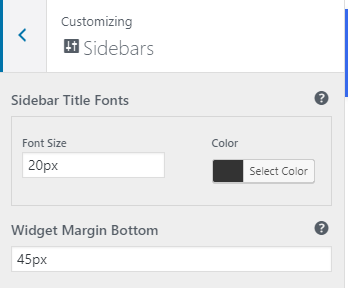 Customizing
Sidebars
Sidebar Title Fonts
Font Size
Color
20px
Select Color
Widget Margin Bottom
45px